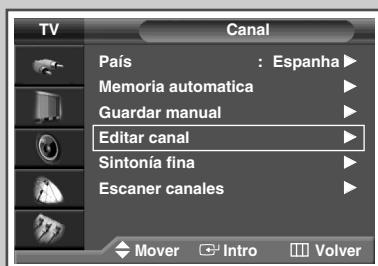 TV
Canal
País : Espanha
Memoria automatica
Guardar manual
Editar canal
Sintonía fina
Escaner canales
Mover Intro Volver